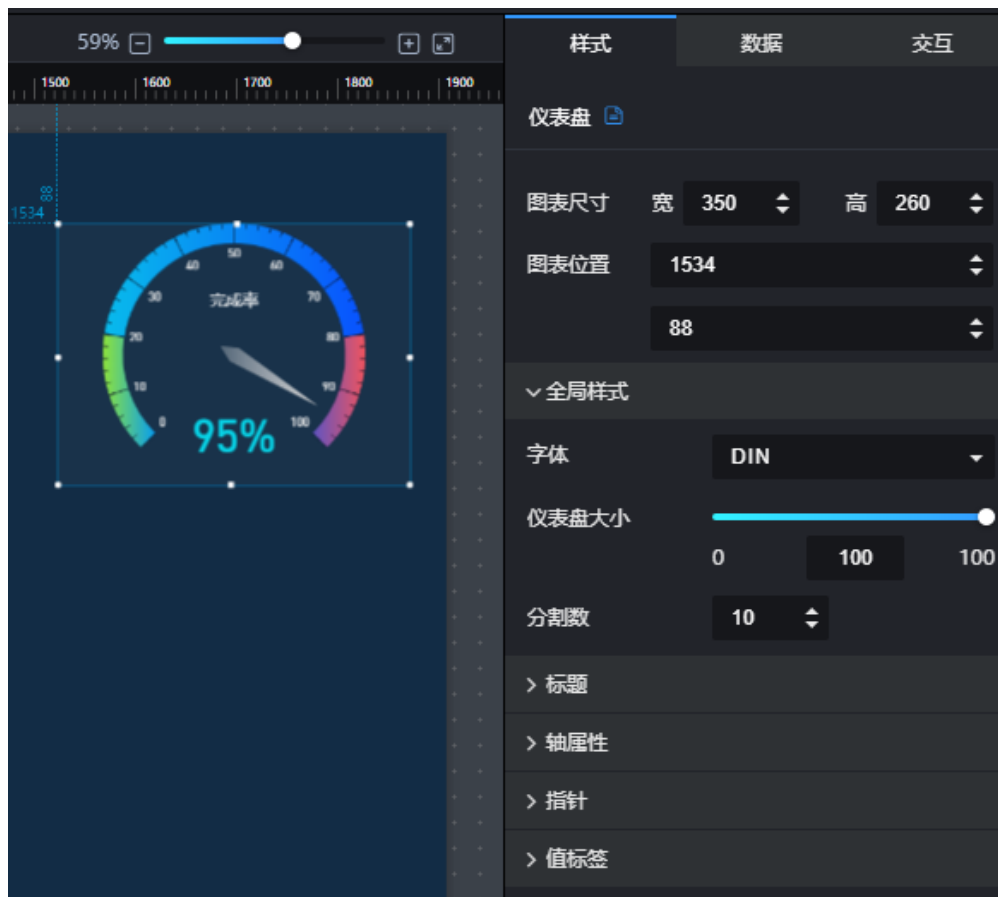 59%
样式 数据 交互
1500 1600 1700 1800 1900
仪表盘
88
1534
图表尺寸 宽 350 高 260
图表位置 1534
88
50
40 60
30 完成率 70
20 80
10 90
0 95% 100
全局样式
字体 DIN
仪表盘大小
0 100 100
分割数 10
标题
轴属性
指针
值标签